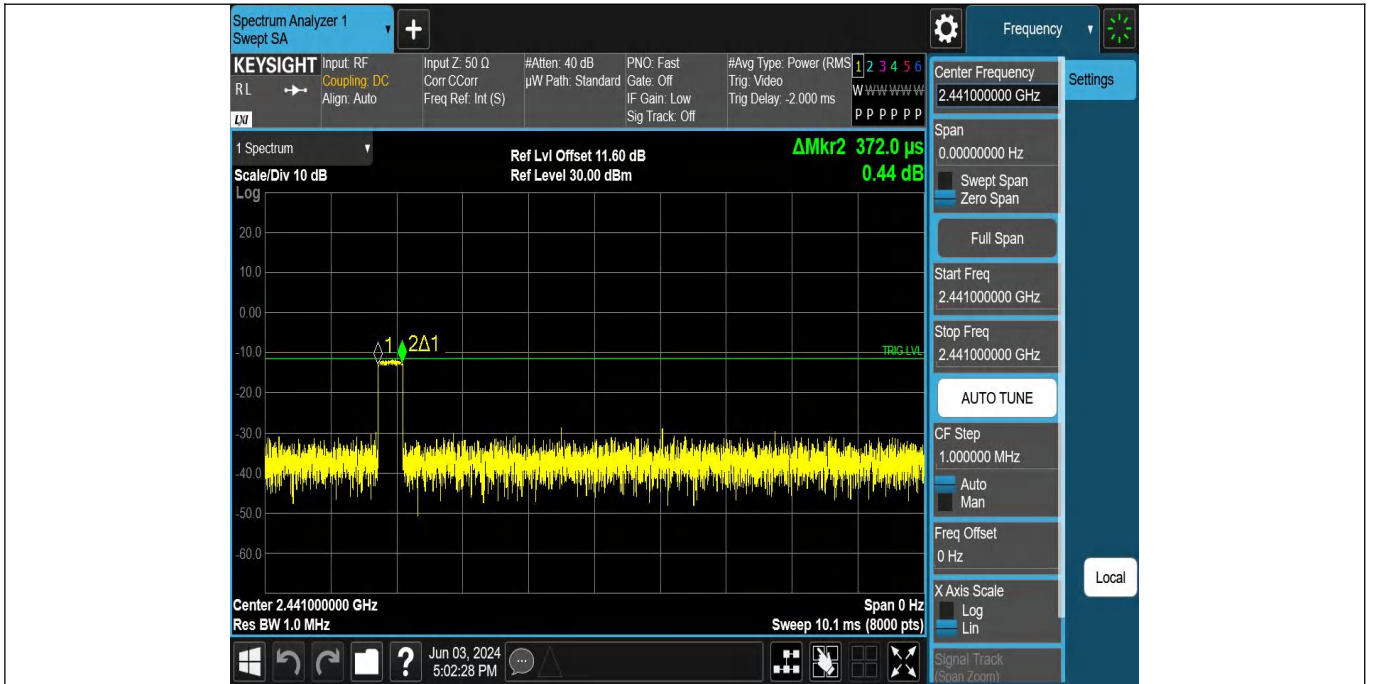 Spectrum Analyzer 1
Swept SA
+
Frequency
KEYSIGHT
RL
LXI
Input: RF
Coupling: DC
Align: Auto
Input Z: 50 Ω
Corr CCorr
Freq Ref: Int (S)
#Atten: 40 dB
µW Path: Standard
PNO: Fast
Gate: Off
IF Gain: Low
Sig Track: Off
#Avg Type: Power (RMS
Trig: Video
Trig Delay: -2.000 ms
1 2 3 4 5 6
W W W W W W
P P P P P P
1 Spectrum
Scale/Div 10 dB
Log
Ref Lvl Offset 11.60 dB
Ref Level 30.00 dBm
ΔMkr2 372.0 µs
0.44 dB
20.0
10.0
0.00
-10.0
-20.0
-30.0
-40.0
-50.0
-60.0
1
2Δ1
TRIG LVL
Center 2.441000000 GHz
Res BW 1.0 MHz
Span 0 Hz
Sweep 10.1 ms (8000 pts)
?
Jun 03, 2024
5:02:28 PM
Center Frequency
2.441000000 GHz
Settings
Span
0.00000000 Hz
Swept Span
Zero Span
Full Span
Start Freq
2.441000000 GHz
Stop Freq
2.441000000 GHz
AUTO TUNE
CF Step
1.000000 MHz
Auto
Man
Freq Offset
0 Hz
X Axis Scale
Log
Lin
Local
Signal Track
(Span Zoom)